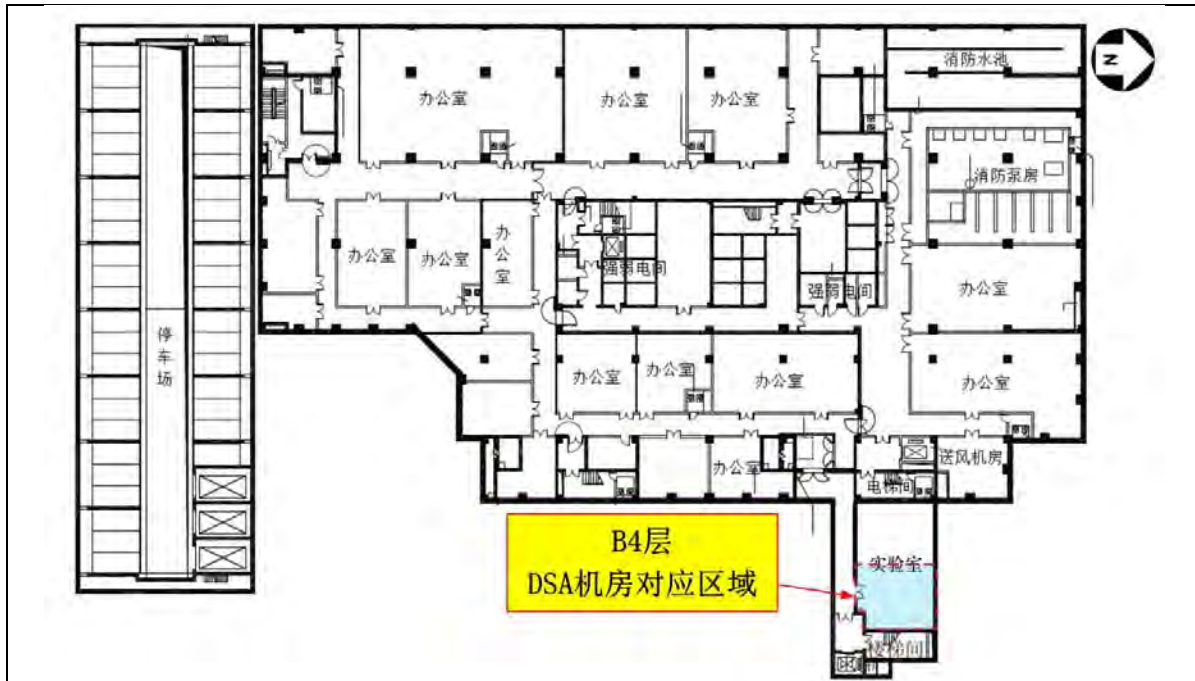 消防水池
N
办公室
办公室
办公室
消防泵房
办公室
办公室
办公室
强弱电间
强弱电间
办公室
停车场
办公室
办公室
办公室
办公室
办公室
送风机房
电梯间
B4层
DSA机房对应区域
实验室
楼梯间